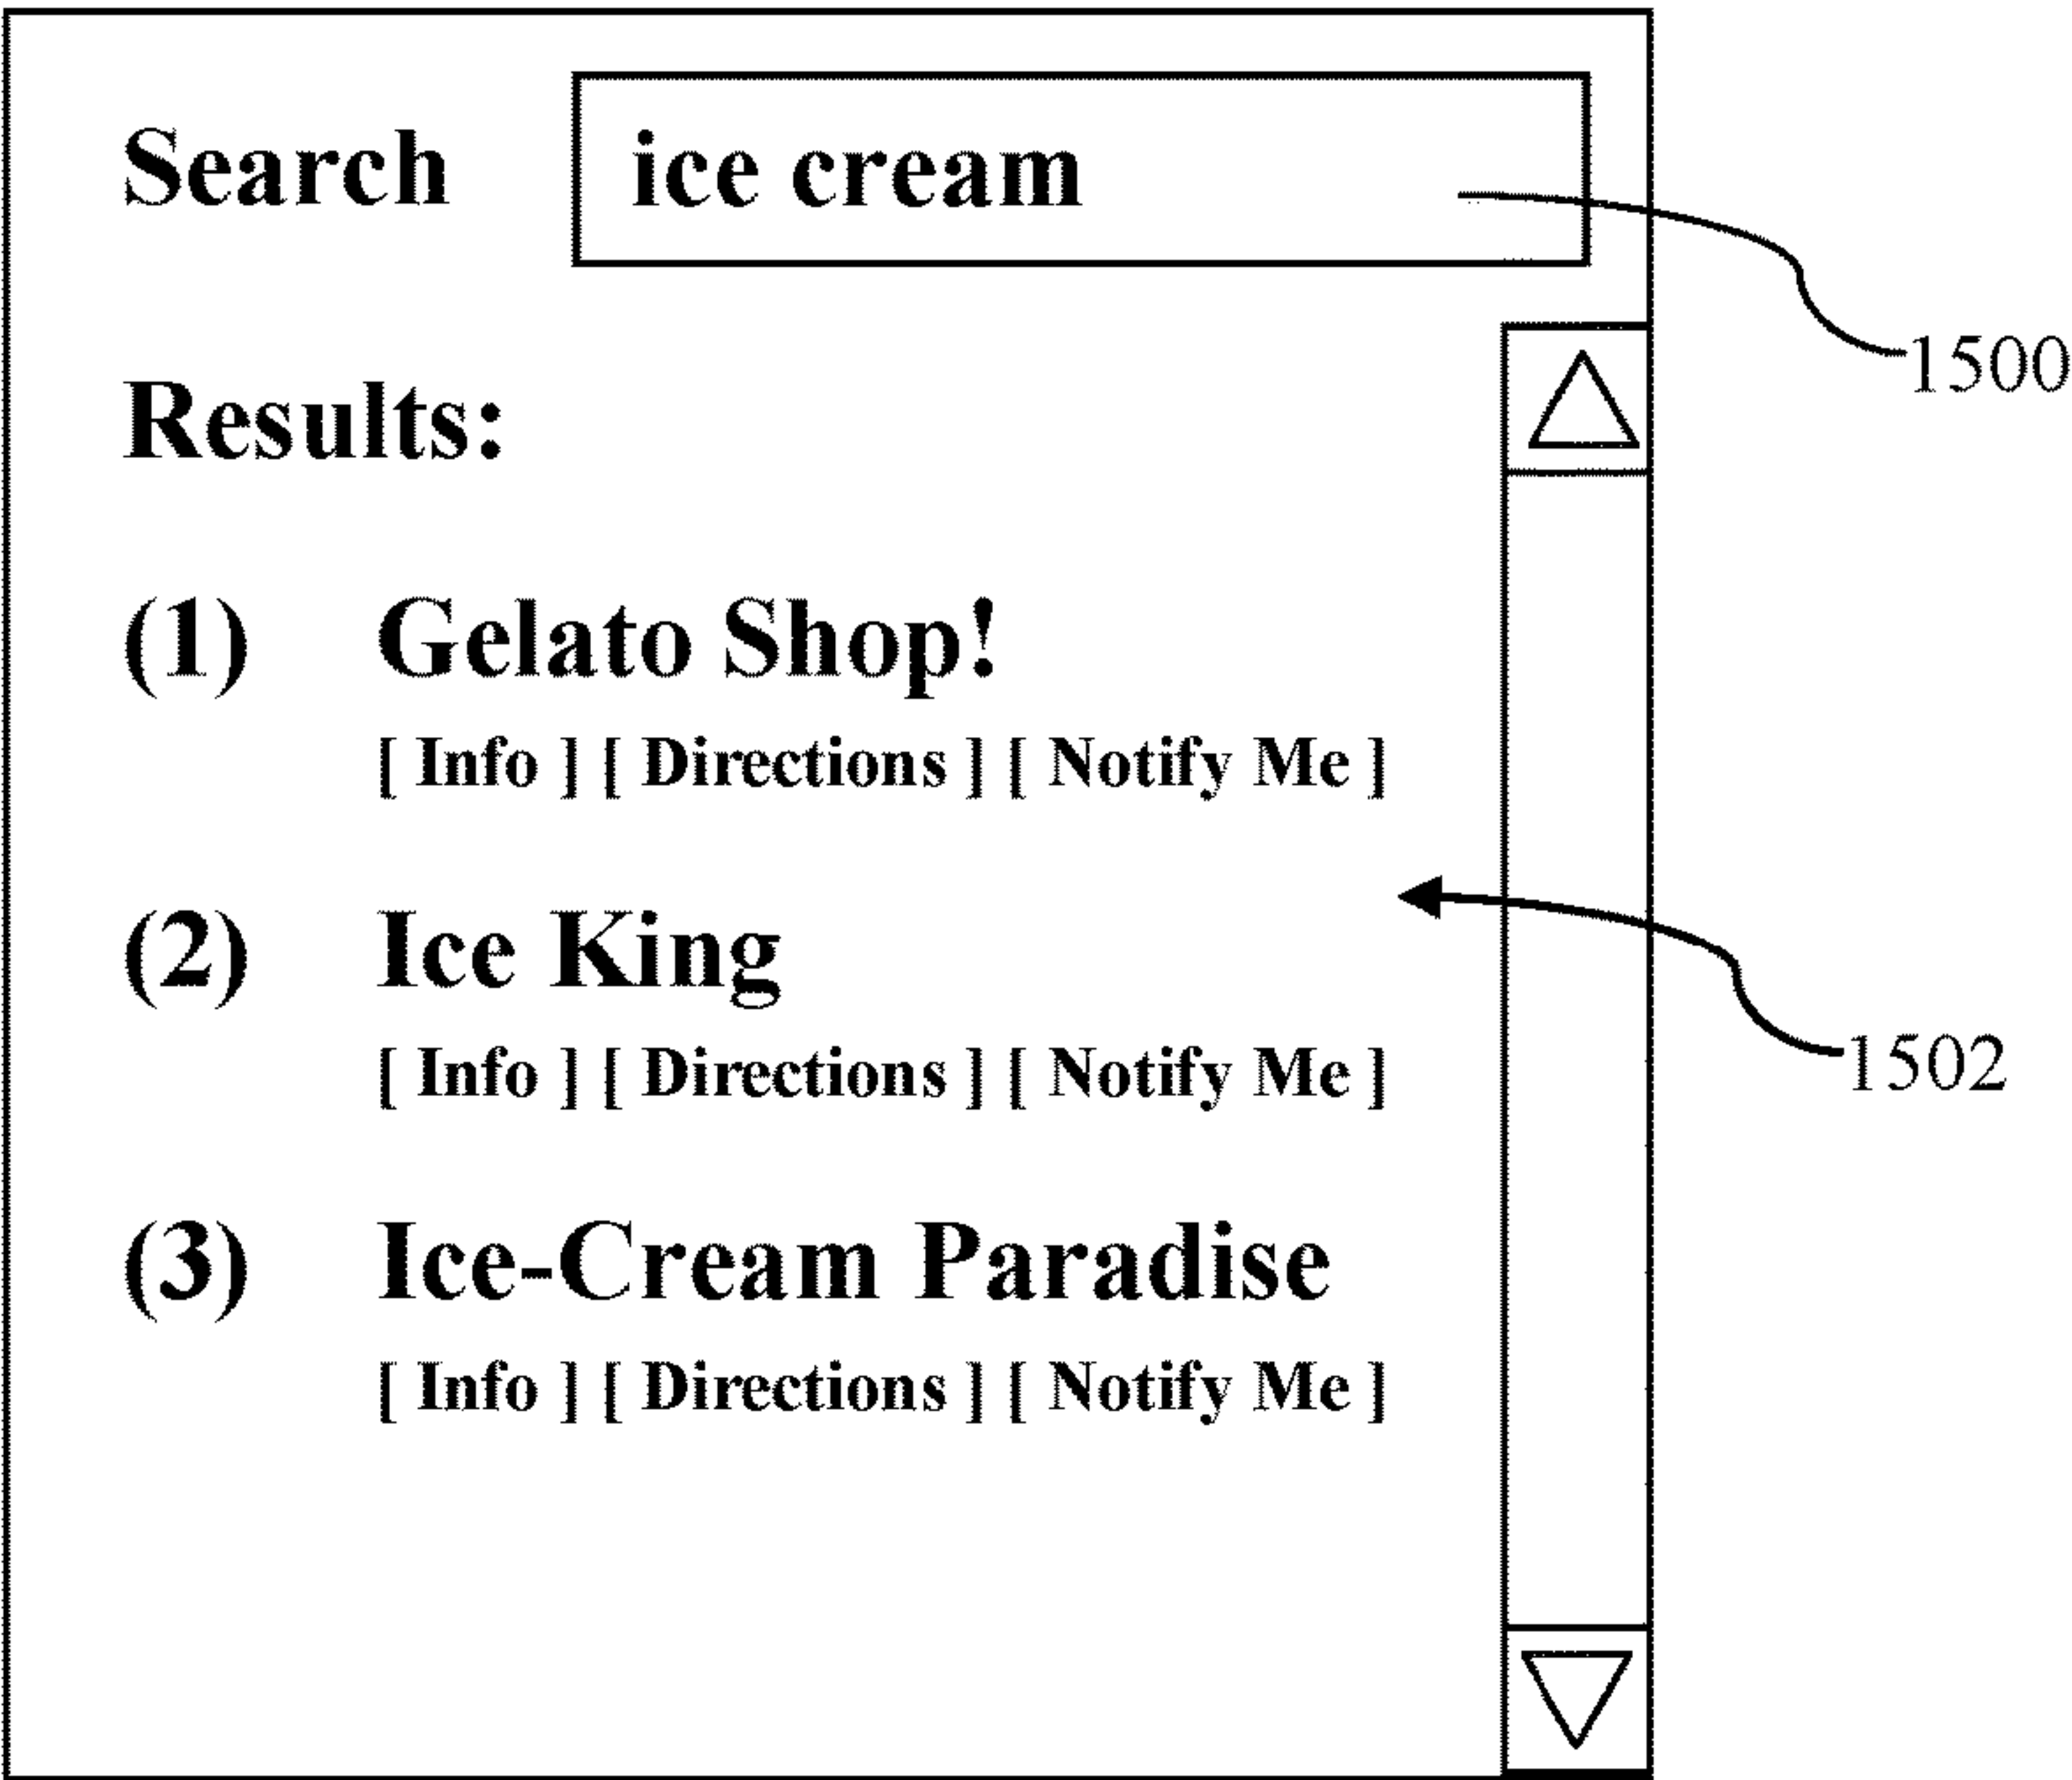 Search ice cream
1500
Results:
(1) Gelato Shop!
[ Info ] [ Directions ] [ Notify Me ]
(2) Ice King
1502
[ Info ] [ Directions ] [ Notify Me ]
(3) Ice-Cream Paradise
[ Info ] [ Directions ] [ Notify Me ]